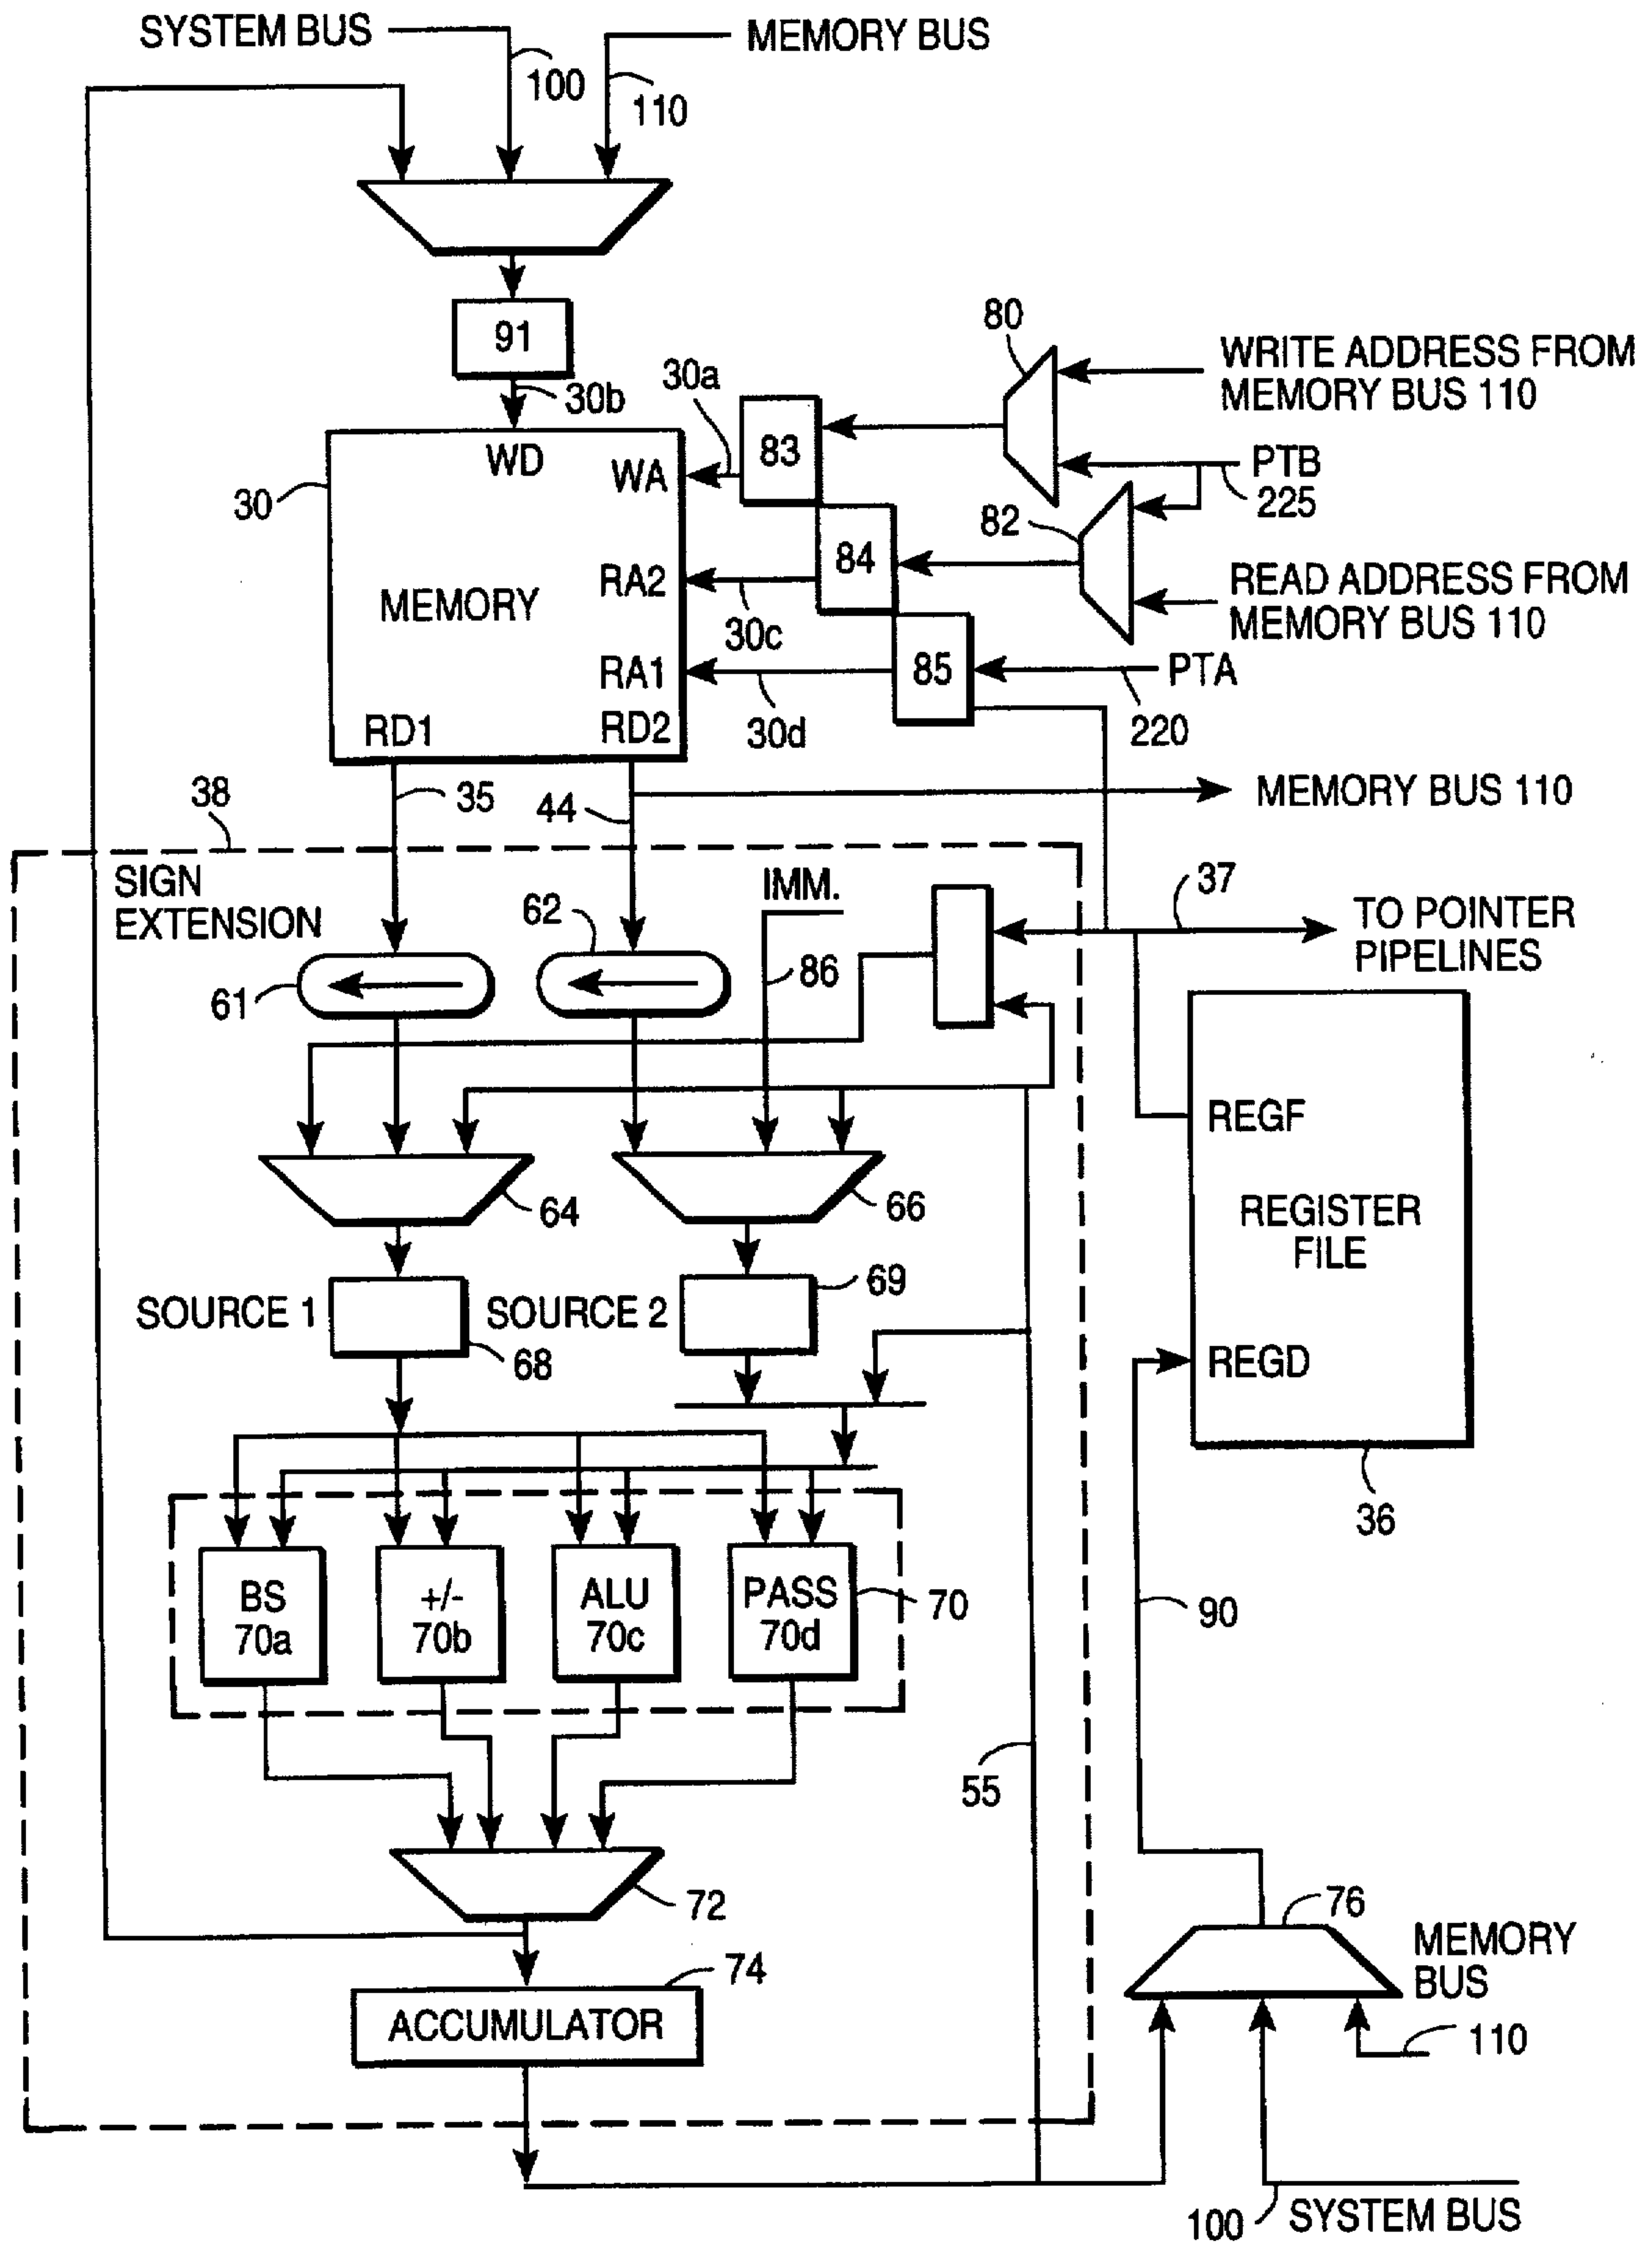 SYSTEM BUS
MEMORY BUS
100
110
91
30b
30a
80
WRITE ADDRESS FROM
MEMORY BUS 110
WD
WA
83
PTB
225
30
82
84
RA2
MEMORY
30c
READ ADDRESS FROM
MEMORY BUS 110
RA1
85
PTA
30d
220
RD1
RD2
38
35
44
MEMORY BUS 110
SIGN
EXTENSION
IMM.
37
62
86
TO POINTER
PIPELINES
61
REGF
64
66
REGISTER
FILE
69
SOURCE 1
SOURCE 2
68
REGD
36
BS
70a
+/-
70b
ALU
70c
PASS
70d
70
90
55
72
76
MEMORY
BUS
74
ACCUMULATOR
110
100
SYSTEM BUS